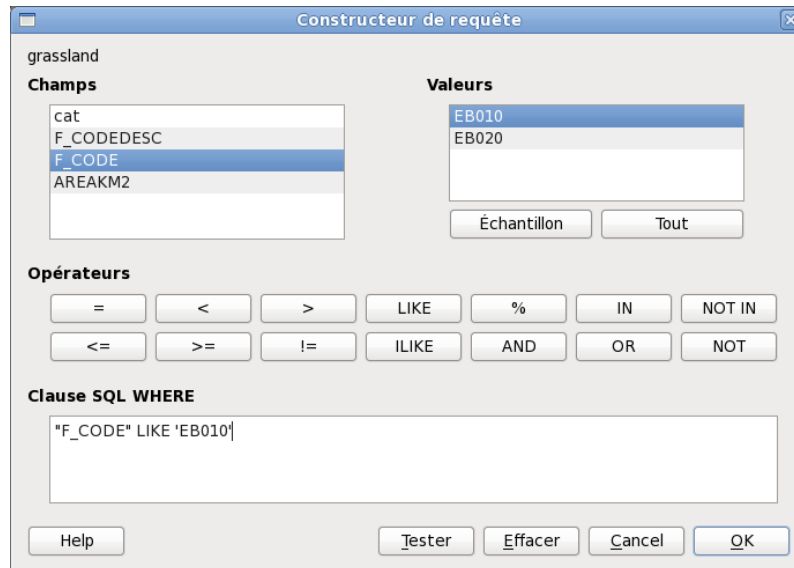 Constructeur de requête
grassland
Champs
Valeurs
cat
F_CODEDESC
F_CODE
AREAKM2
EB010
EB020
Échantillon Tout
Opérateurs
= < > LIKE % IN NOT IN
<= >= != ILIKE AND OR NOT
Clause SQL WHERE
"F_CODE" LIKE 'EB010'
Help Tester Effacer Cancel OK